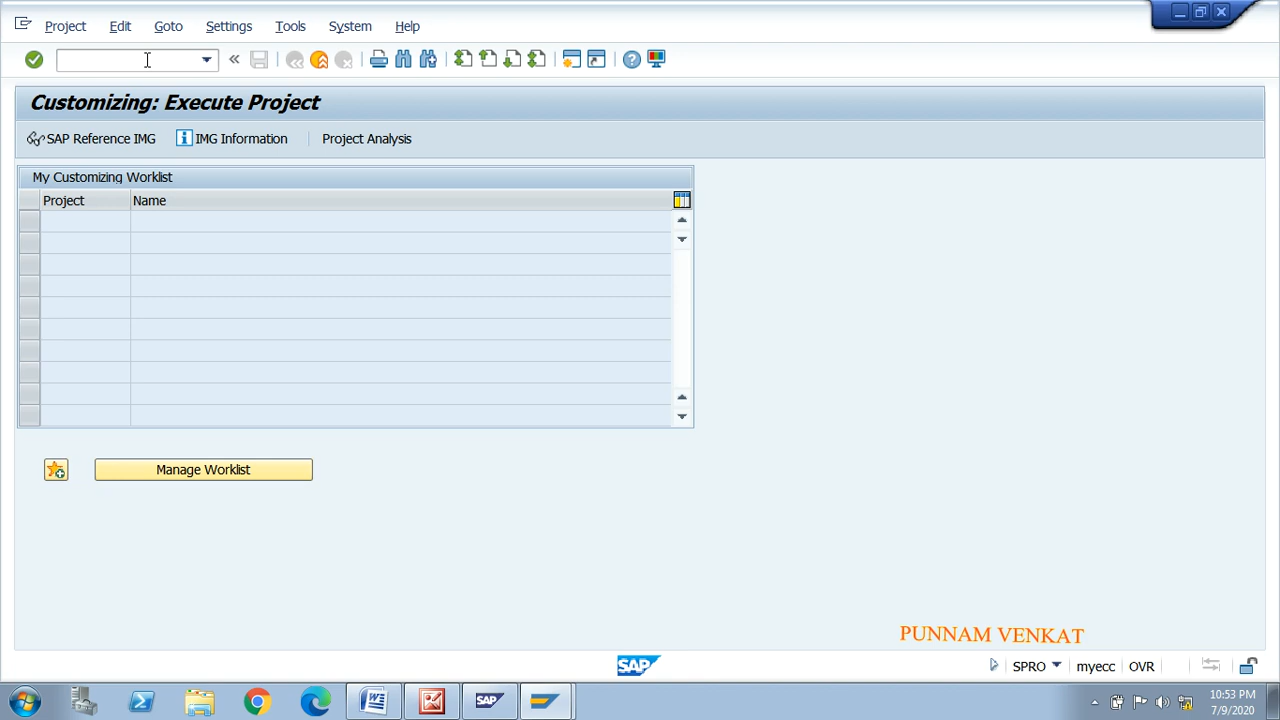 Project Edit Goto Settings Tools System Help
Customizing: Execute Project
SAP Reference IMG IMG Information Project Analysis
My Customizing Worklist
Project Name
Manage Worklist
PUNNAM VENKAT
SAP SPRO myecc OVR
SAP 10:53 PM
7/9/2020